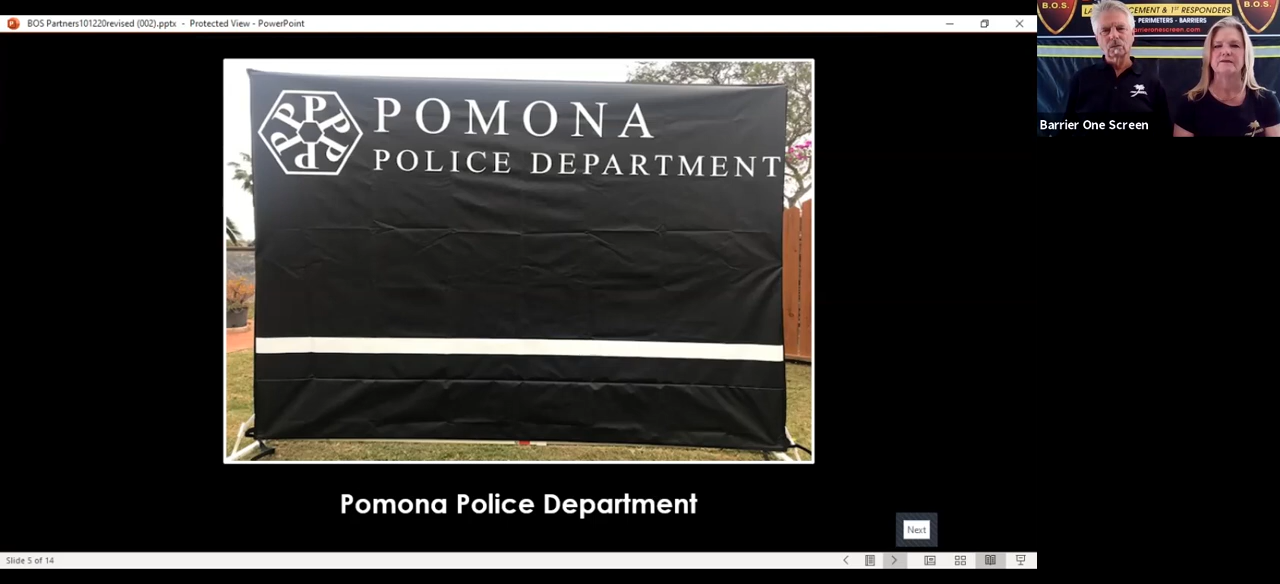 BOS Partners101220revised (002).pptx - Protected View - PowerPoint
B.O.S.
B.O.S.
CEMENT & 1ST RESPONDERS
- PERIMETERS - BARRIERS
Barrier One Screen
P P P P P P
POMONA
POLICE DEPARTMENT
Pomona Police Department
Next
Slide 5 of 14